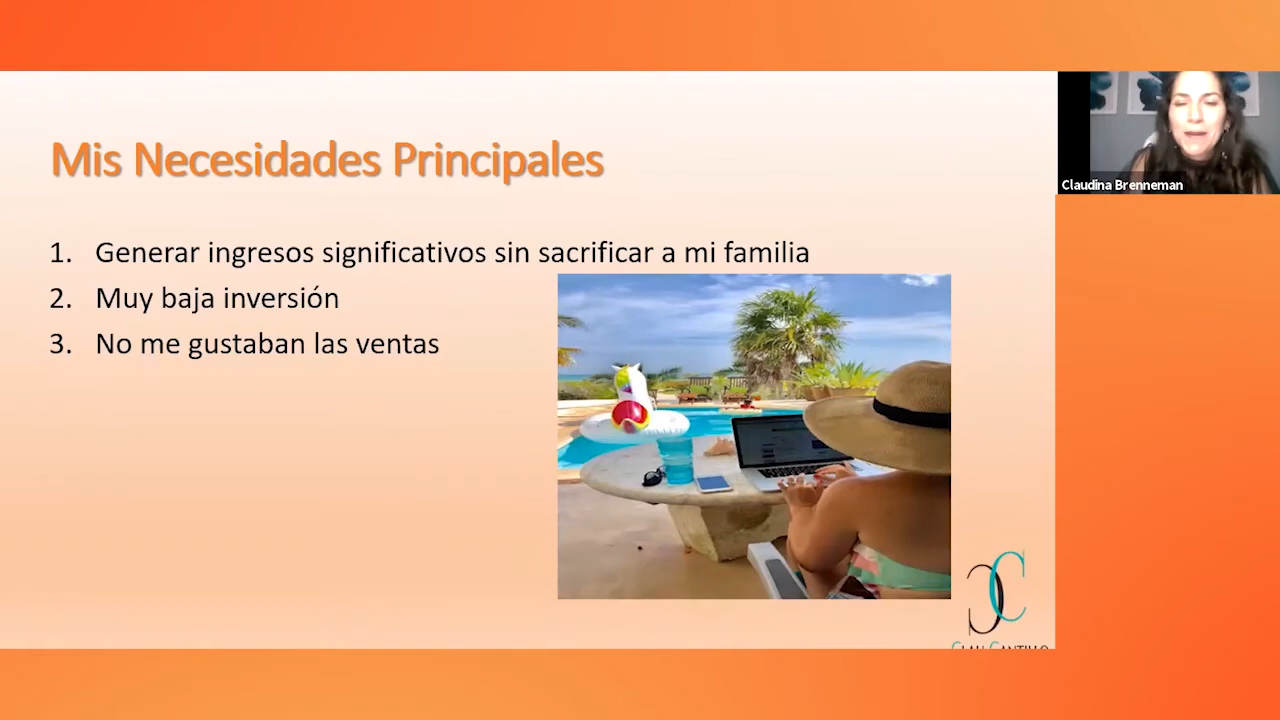 Mis Necesidades Principales
1. Generar ingresos significativos sin sacrificar a mi familia
2. Muy baja inversión
3. No me gustaban las ventas
Claudina Brenneman